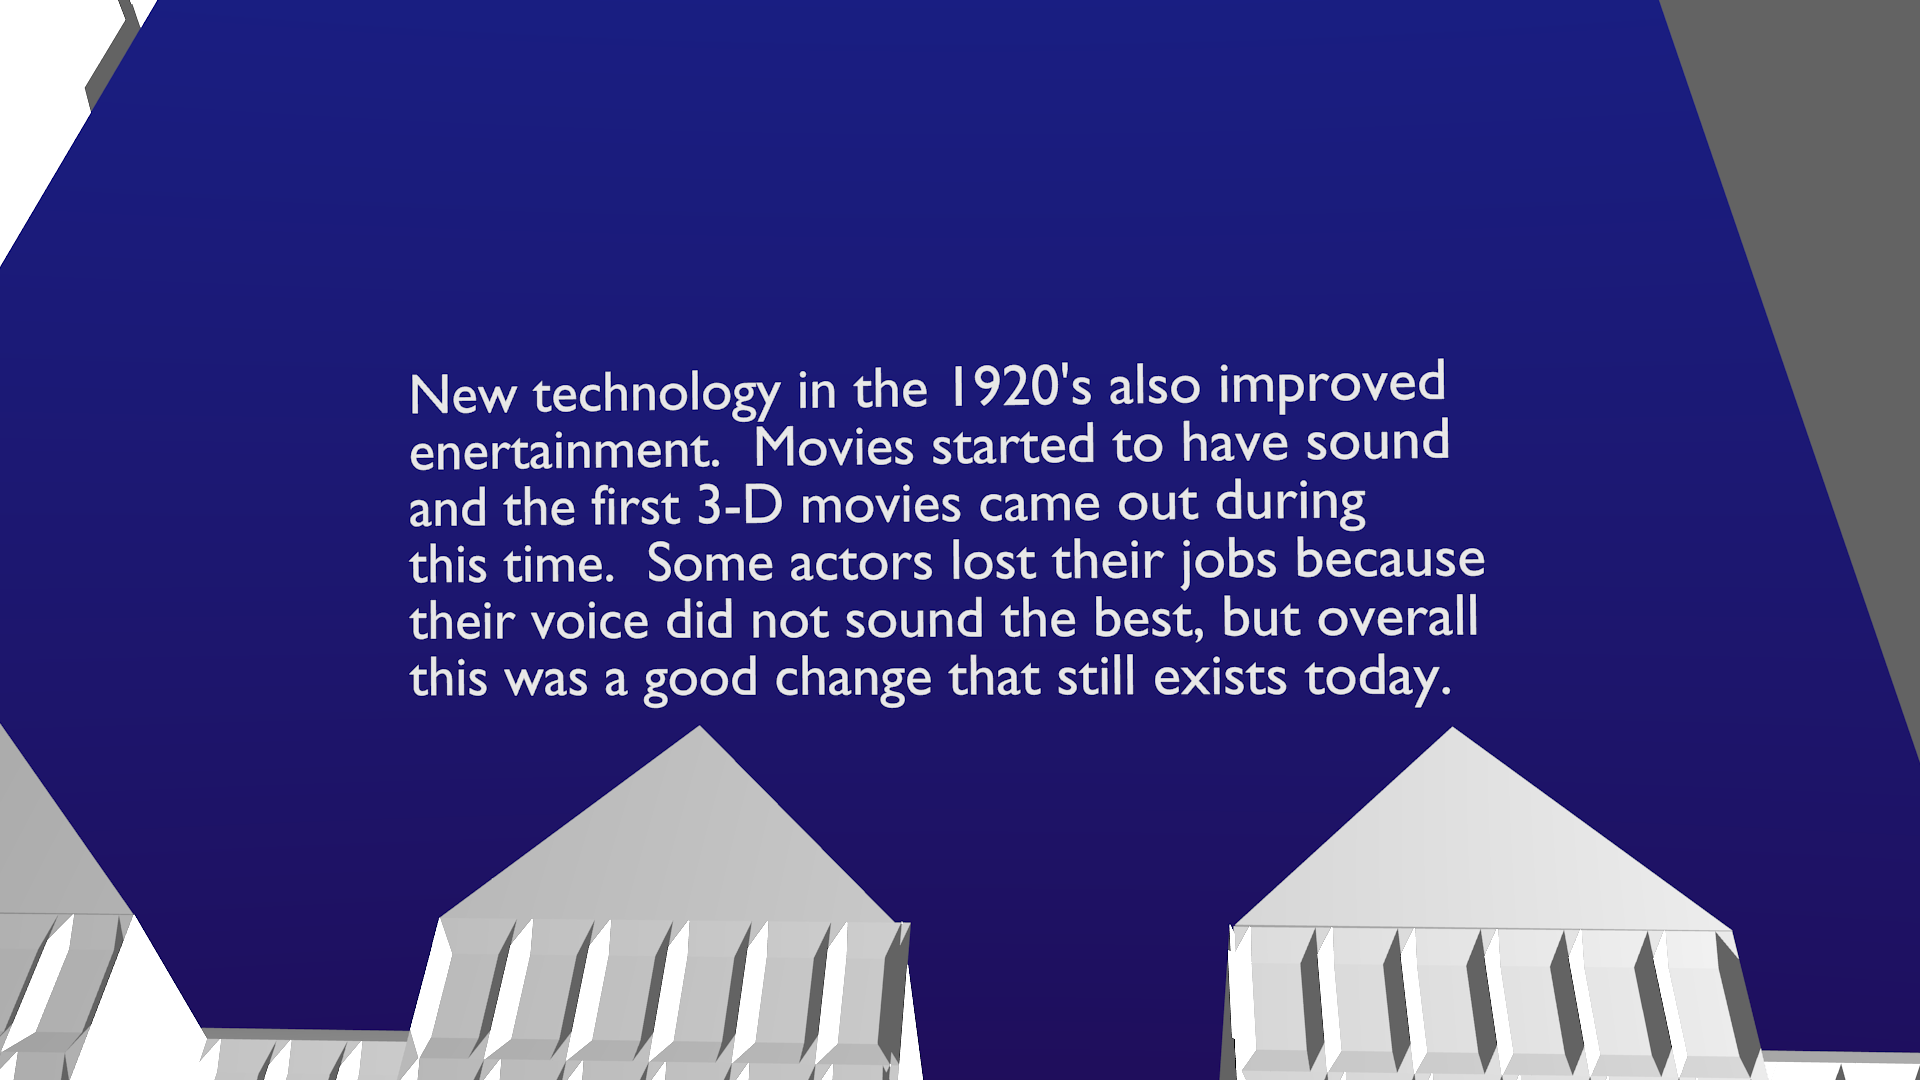 New technology in the 1920's also improved
enertainment.  Movies started to have sound
and the first 3-D movies came out during
this time.  Some actors lost their jobs because
their voice did not sound the best, but overall
this was a good change that still exists today.